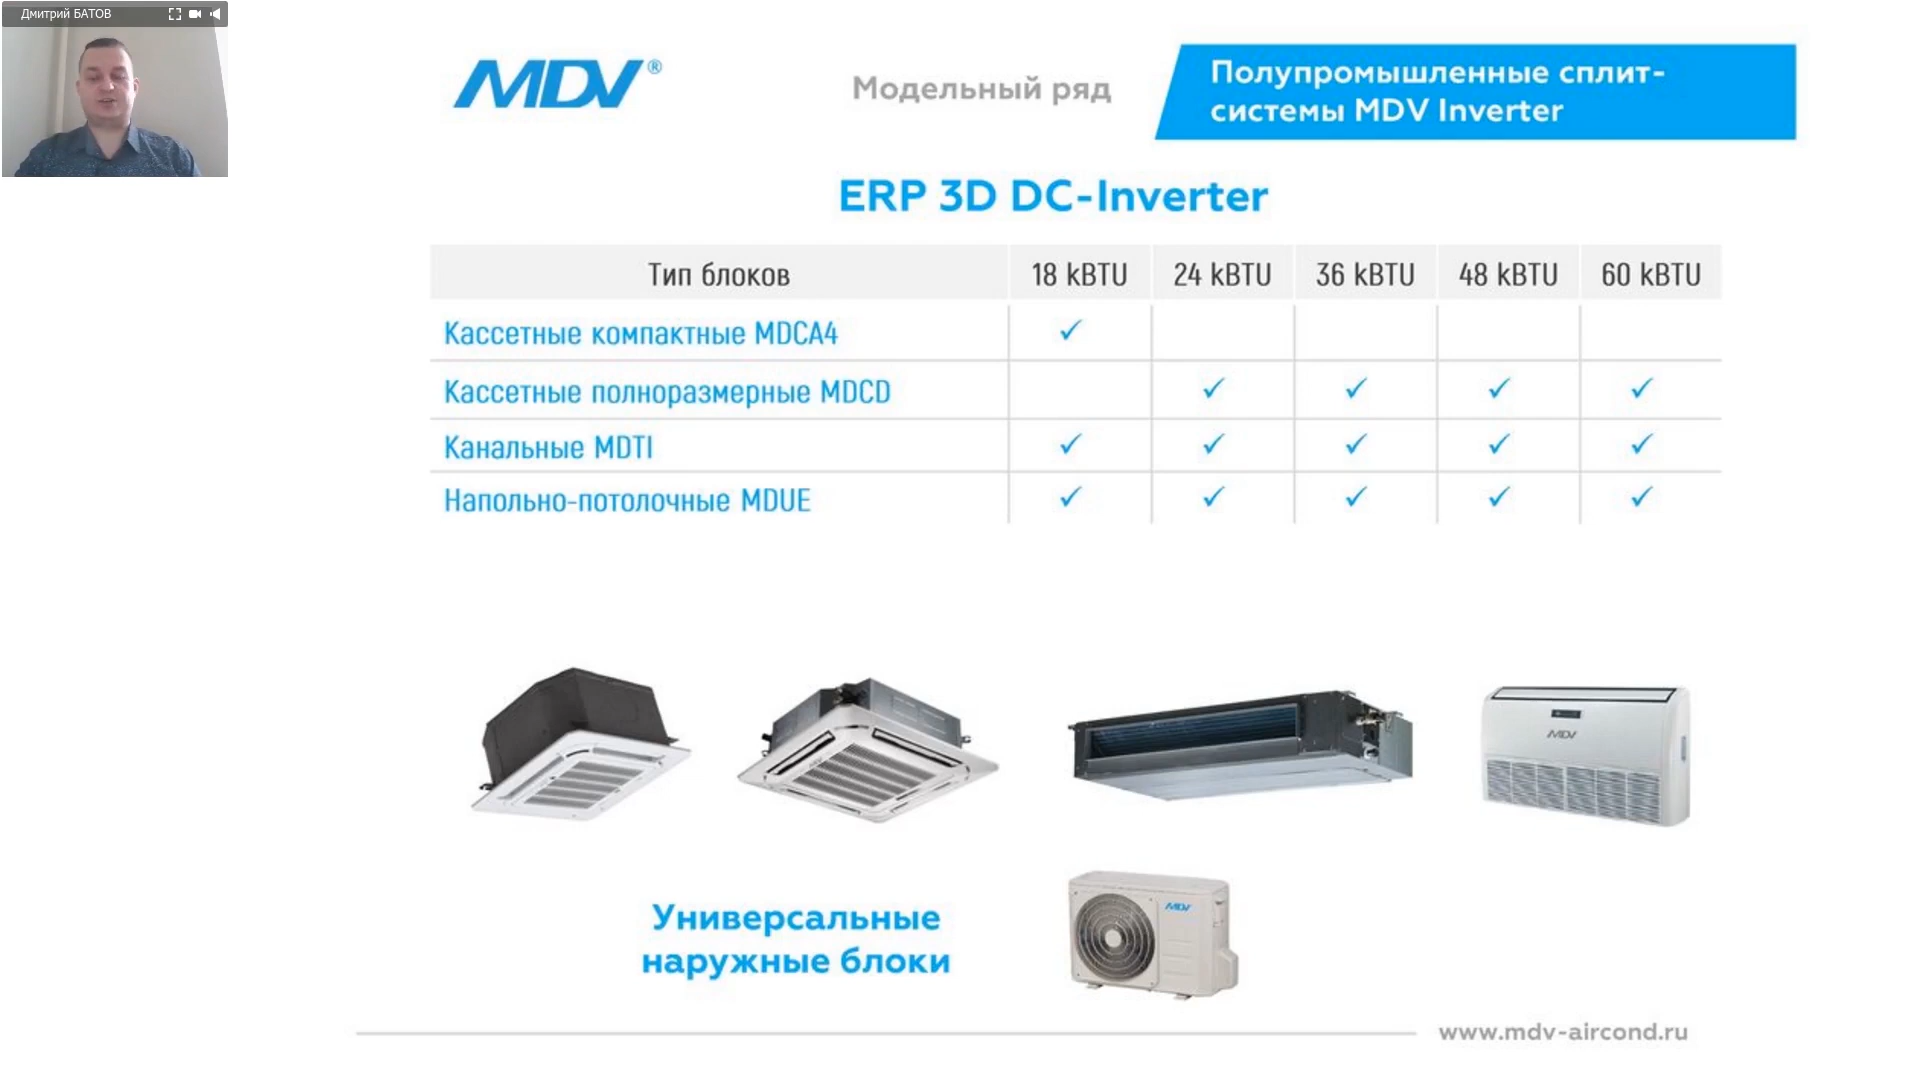 Дмитрий БАТОВ
MDV®
Модельный ряд
Полупромышленные сплит-
системы MDV Inverter
ERP 3D DC-Inverter
Тип блоков 18 kBTU 24 kBTU 36 kBTU 48 kBTU 60 kBTU
Кассетные компактные MDCA4 ✓
Кассетные полноразмерные MDCD ✓ ✓ ✓ ✓
Канальные MDTI ✓ ✓ ✓ ✓ ✓
Напольно-потолочные MDUE ✓ ✓ ✓ ✓ ✓
MDV
MDV
Универсальные
наружные блоки
MDV
www.mdv-aircond.ru